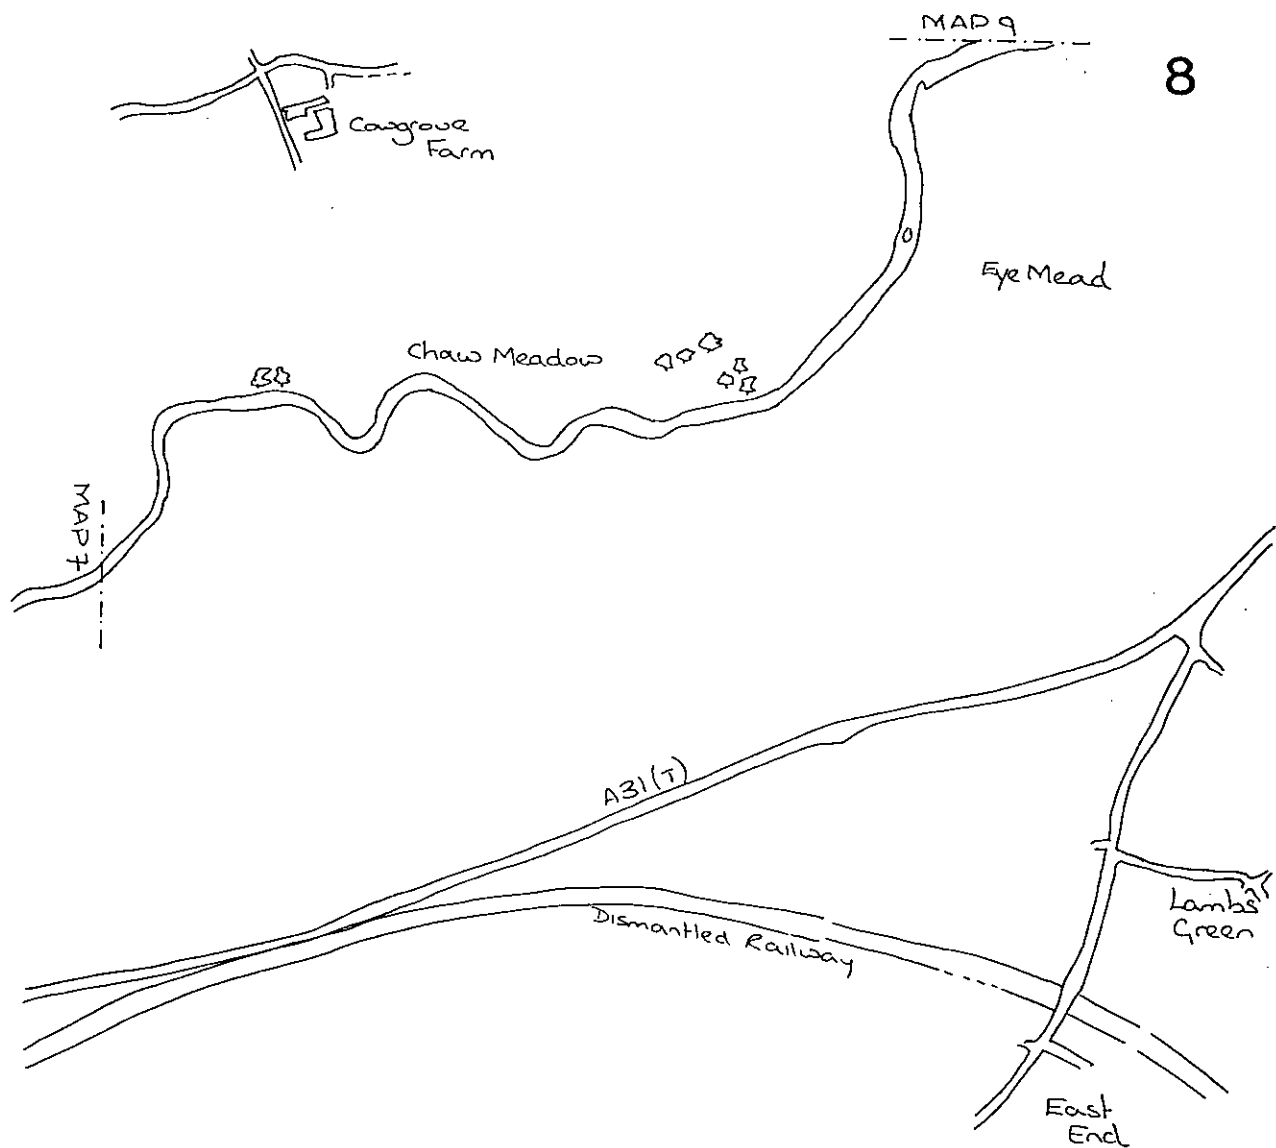 MAP 9
8
Cowgrove
Farm
Eye Mead
Chaw Meadow
MAP 7
A31(T)
Dismantled Railway
Lambs
Green
East
End